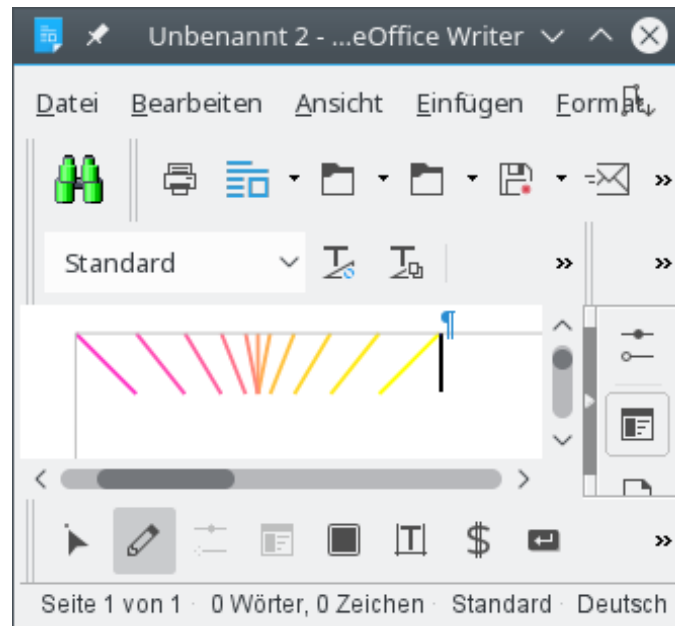 Unbenannt 2 - ...eOffice Writer
Datei Bearbeiten Ansicht Einfügen Format
Standard
¶
Seite 1 von 1 0 Wörter, 0 Zeichen Standard Deutsch